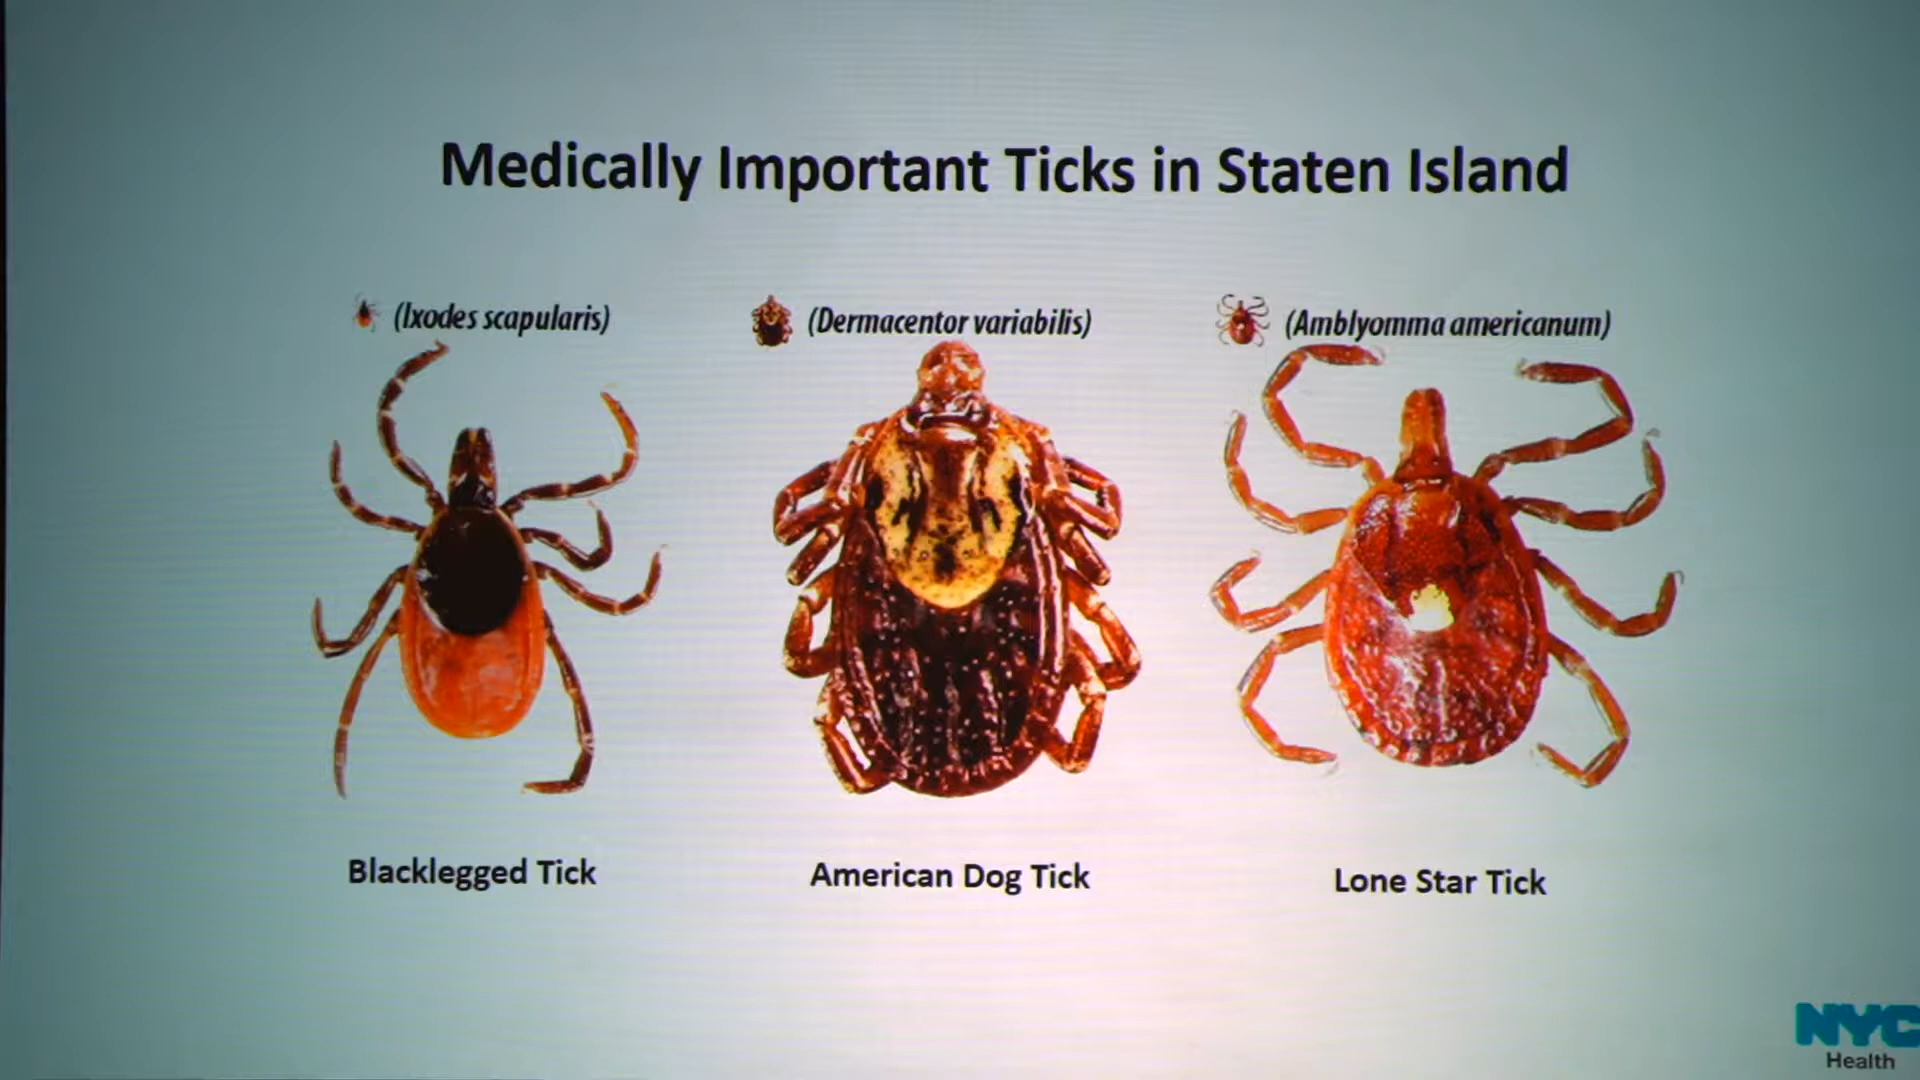 Medically Important Ticks in Staten Island
(Ixodes scapularis)
(Dermacentor variabilis)
(Amblyomma americanum)
Blacklegged Tick
American Dog Tick
Lone Star Tick
NYC
Health